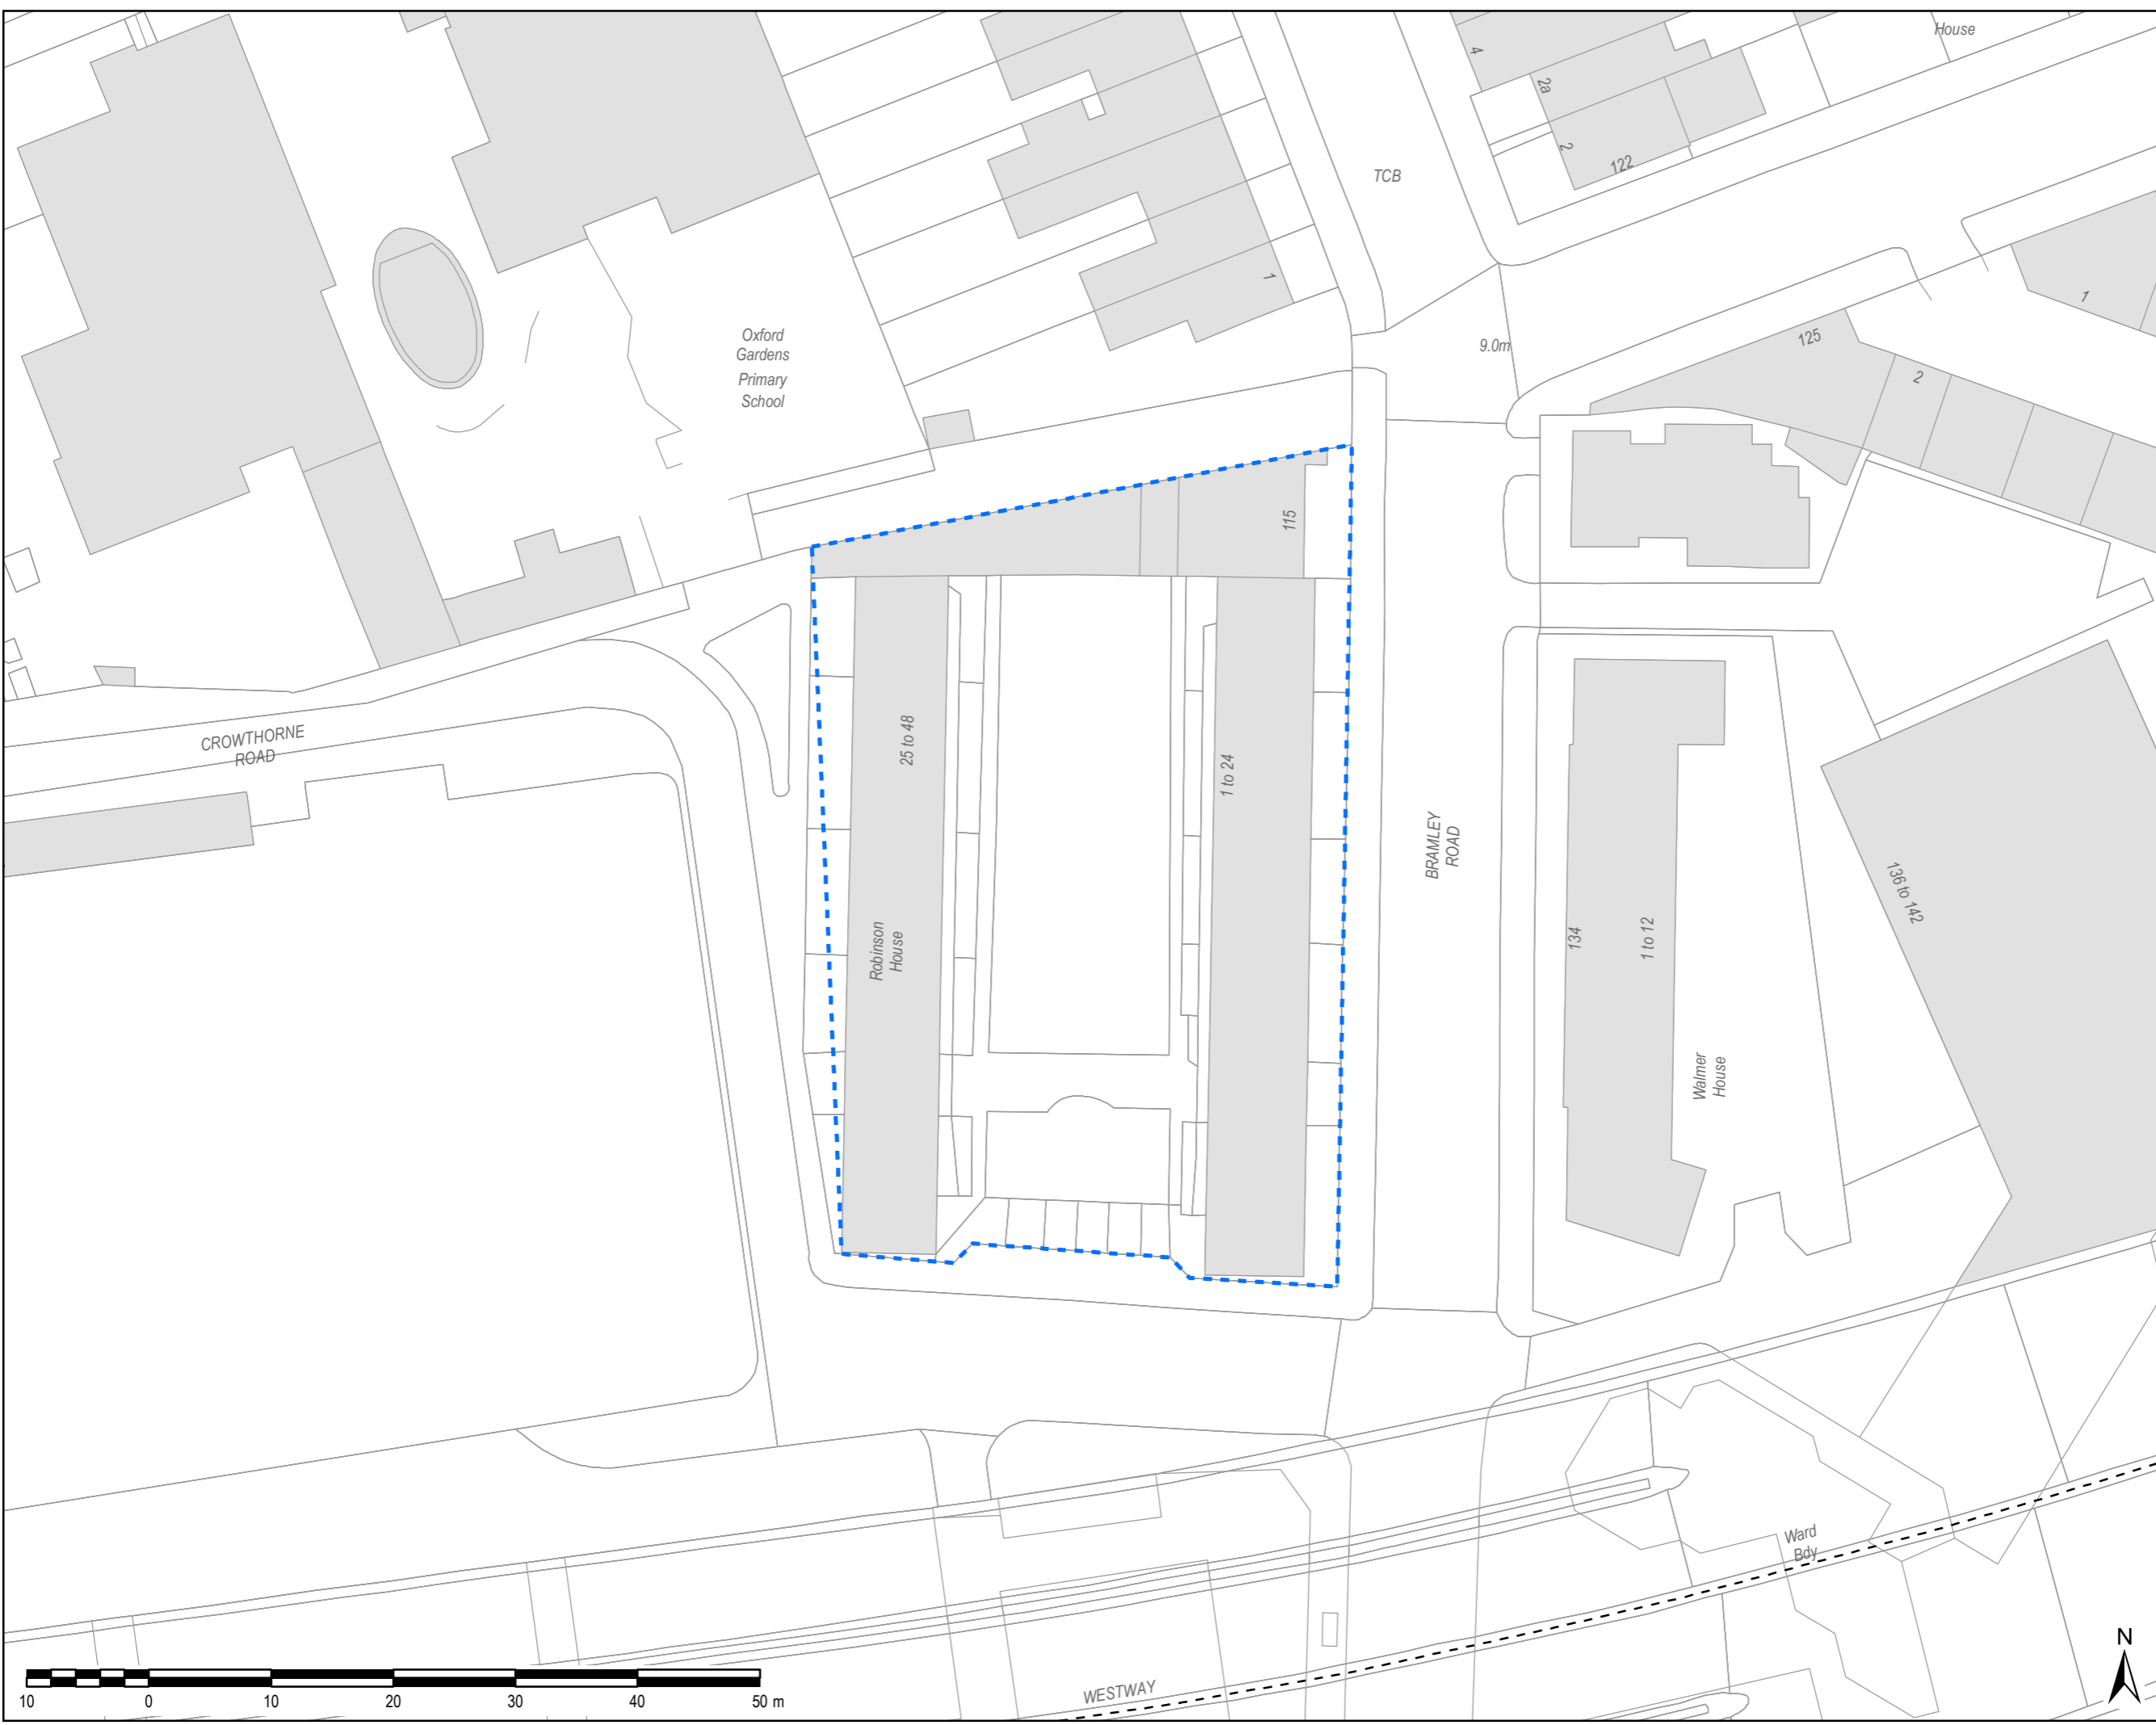 House
4
2a
2
122
TCB
1
Oxford
Gardens
Primary
School
9.0m
125
2
1
115
CROWTHORNE
ROAD
25 to 48
1 to 24
BRAMLEY
ROAD
136 to 142
Robinson
House
134
1 to 12
Walmer
House
Ward
Bdy
WESTWAY
N
10 0 10 20 30 40 50 m